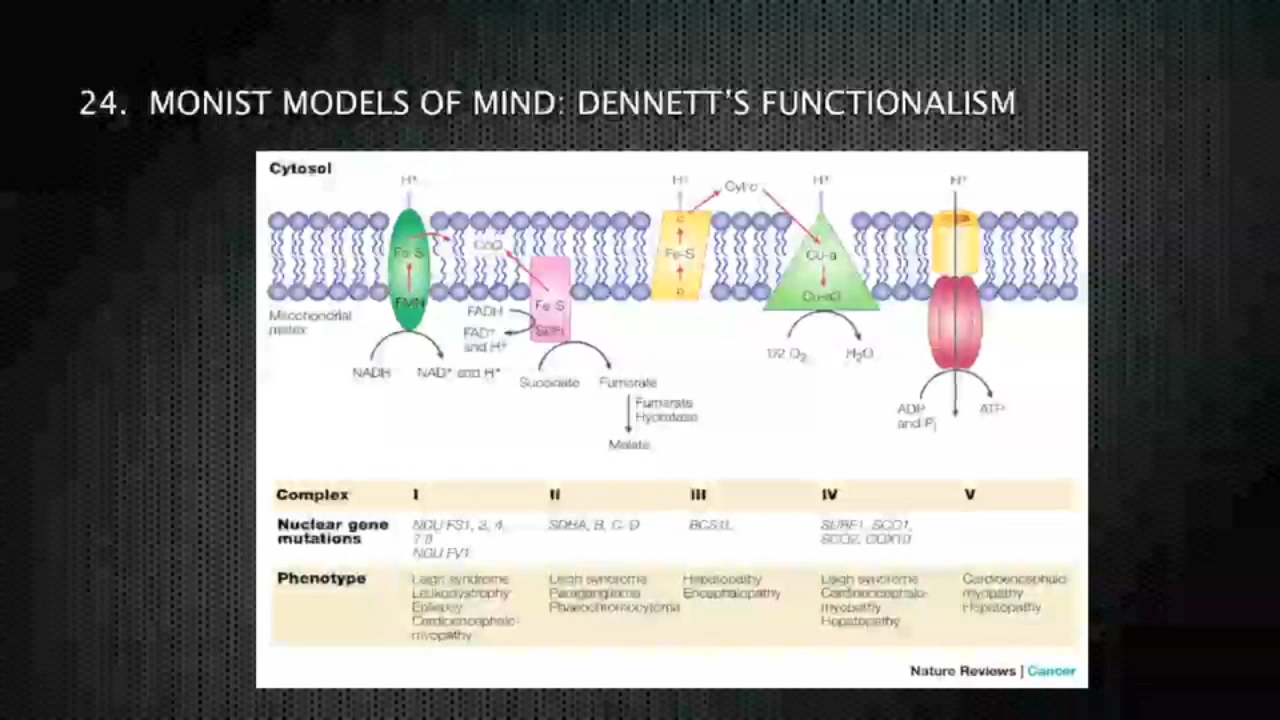 24. MONIST MODELS OF MIND: DENNETT'S FUNCTIONALISM
Cytosol
H⁺ H⁺ Cyt c H⁺ H⁺
Fe-S CoQ Fe-S Cu-a
FMN Fe-S Cu-a3
Mitochondrial
matrix
FADH SDH
FAD⁺
and H⁺
1/2 O₂ H₂O
NADH NAD⁺ and H⁺
Succinate Fumarate
Fumarate
Hydratase
ADP ATP
and Pᵢ
Malate
Complex I II III IV V
Nuclear gene NDUFS1, 2, 4, SDHA, B, C, D BCS1L SURF1, SCO1,
mutations 7 8 SCO2, COX10
NDUFV1
Phenotype Leigh syndrome Leigh syndrome Hepatopathy Leigh syndrome Cardioencephalo-
Leukodystrophy Paraganglioma Encephalopathy Cardioencephalo- myopathy
Epilepsy Phaeochromocytoma myopathy Hepatopathy
Cardioencephalo- Hepatopathy
myopathy
Nature Reviews | Cancer